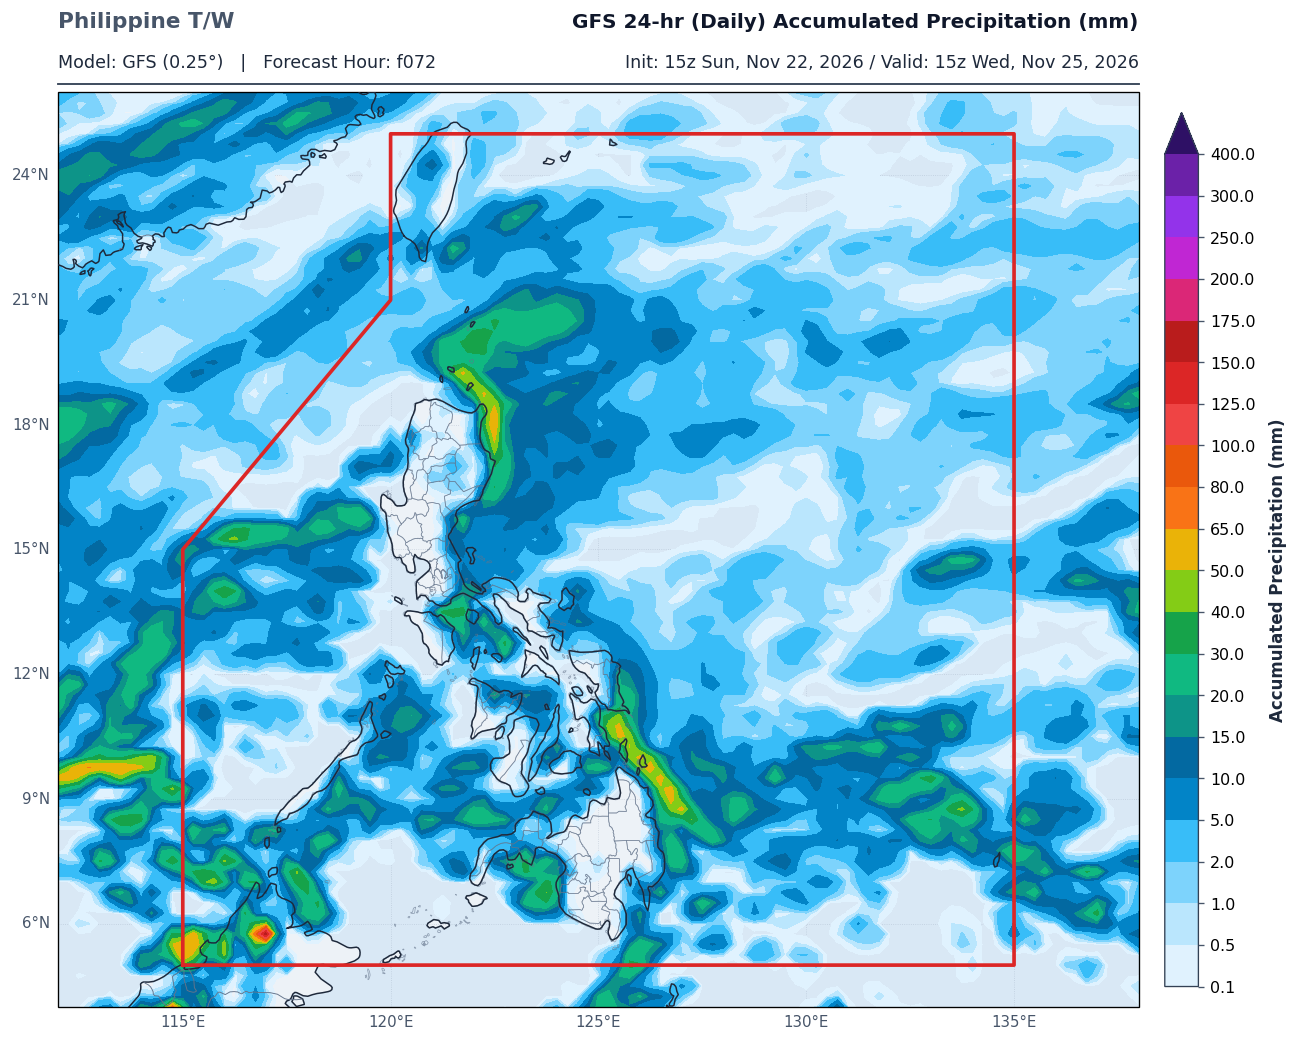 Philippine T/W
GFS 24-hr (Daily) Accumulated Precipitation (mm)
Model: GFS (0.25°) | Forecast Hour: f072
Init: 15z Sun, Nov 22, 2026 / Valid: 15z Wed, Nov 25, 2026
24°N
21°N
18°N
15°N
12°N
9°N
6°N
115°E
120°E
125°E
130°E
135°E
400.0
300.0
250.0
200.0
175.0
150.0
125.0
100.0
80.0
65.0
50.0
40.0
30.0
20.0
15.0
10.0
5.0
2.0
1.0
0.5
0.1
Accumulated Precipitation (mm)